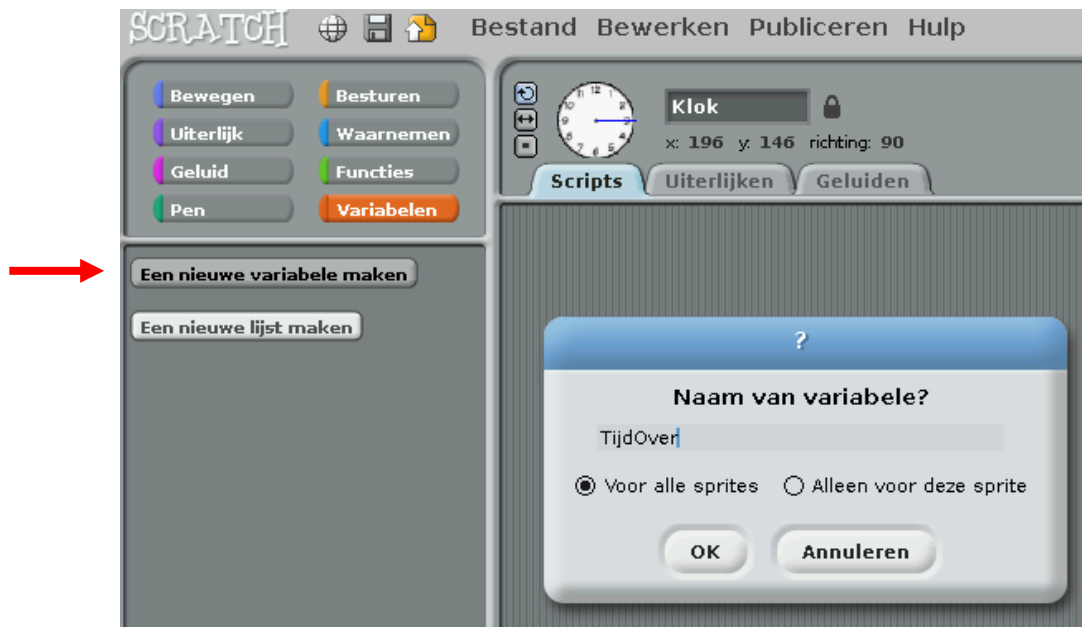 SCRATCH Bestand Bewerken Publiceren Hulp
Bewegen Besturen
Uiterlijk Waarnemen
Geluid Functies
Pen Variabelen
Klok
x: 196 y: 146 richting: 90
Scripts Uiterlijken Geluiden
Een nieuwe variabele maken
Een nieuwe lijst maken
?
Naam van variabele?
TijdOver
Voor alle sprites Alleen voor deze sprite
OK Annuleren